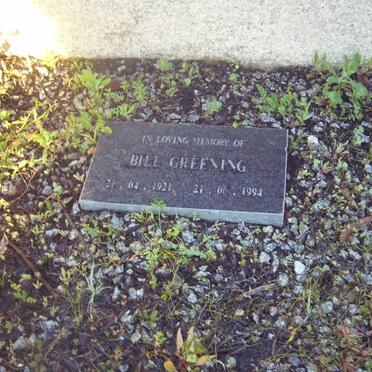 IN LOVING MEMORY OF
BILL GREENING
21 . 04 . 1921 21 . 06 . 1994